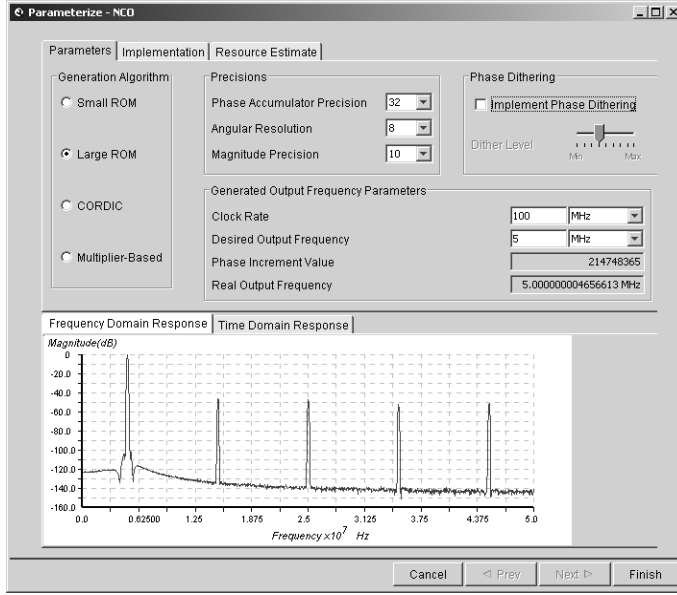 Parameterize - NCO
Parameters Implementation Resource Estimate
Generation Algorithm
Small ROM
Large ROM
CORDIC
Multiplier-Based
Precisions
Phase Accumulator Precision 32
Angular Resolution 8
Magnitude Precision 10
Phase Dithering
Implement Phase Dithering
Dither Level
Min Max
Generated Output Frequency Parameters
Clock Rate 100 MHz
Desired Output Frequency 5 MHz
Phase Increment Value 214748365
Real Output Frequency 5.000000004656613 MHz
Frequency Domain Response Time Domain Response
Magnitude(dB)
0
-20.0
-40.0
-60.0
-80.0
-100.0
-120.0
-140.0
-160.0
0.0 0.62500 1.25 1.875 2.5 3.125 3.75 4.375 5.0
Frequency x10^7 Hz
Cancel Prev Next Finish